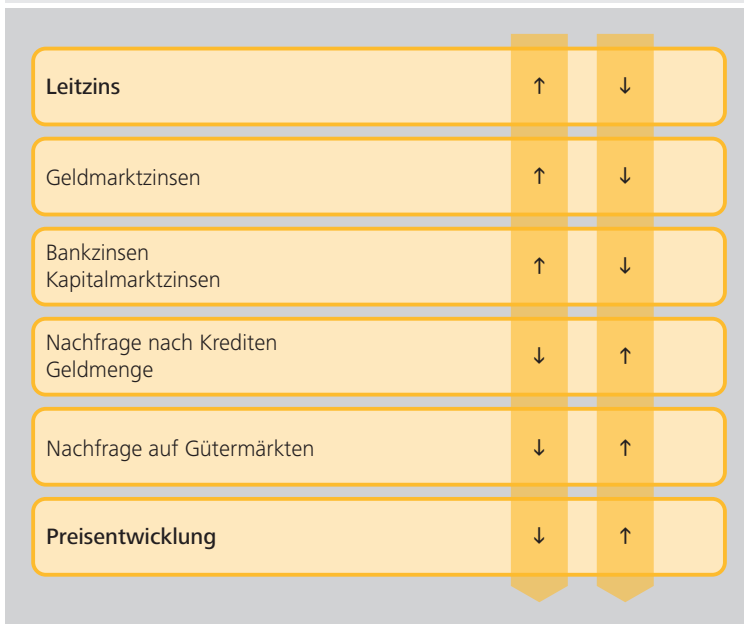 Leitzins ↑ ↓
Geldmarktzinsen ↑ ↓
Bankzinsen
Kapitalmarktzinsen ↑ ↓
Nachfrage nach Krediten
Geldmenge ↓ ↑
Nachfrage auf Gütermärkten ↓ ↑
Preisentwicklung ↓ ↑